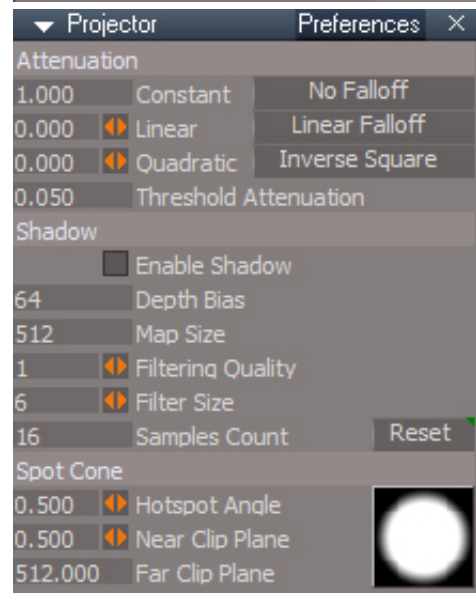 Projector Preferences
Attenuation
1.000 Constant No Falloff
0.000 Linear Linear Falloff
0.000 Quadratic Inverse Square
0.050 Threshold Attenuation
Shadow
Enable Shadow
64 Depth Bias
512 Map Size
1 Filtering Quality
6 Filter Size
16 Samples Count Reset
Spot Cone
0.500 Hotspot Angle
0.500 Near Clip Plane
512.000 Far Clip Plane